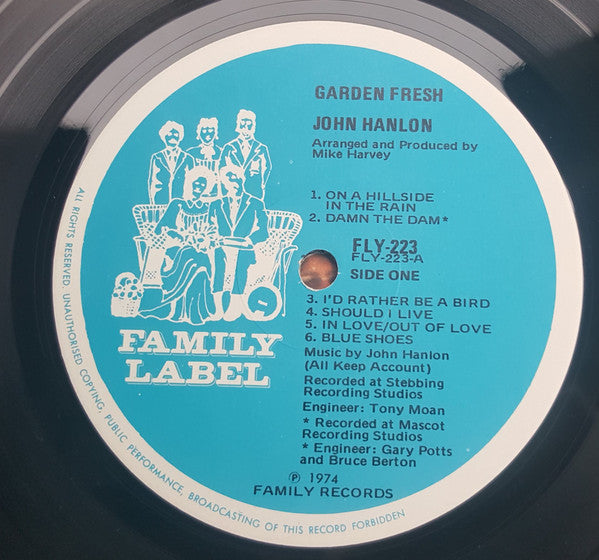 GARDEN FRESH
JOHN HANLON
Arranged and Produced by
Mike Harvey
1. ON A HILLSIDE
IN THE RAIN
2. DAMN THE DAM*
FLY-223
FLY-223-A
SIDE ONE
3. I'D RATHER BE A BIRD
4. SHOULD I LIVE
5. IN LOVE/OUT OF LOVE
6. BLUE SHOES
Music by John Hanlon
(All Keep Account)
Recorded at Stebbing
Recording Studios
Engineer: Tony Moan
* Recorded at Mascot
Recording Studios
* Engineer: Gary Potts
and Bruce Berton
℗ 1974
FAMILY RECORDS
FAMILY
LABEL
ALL RIGHTS RESERVED. UNAUTHORISED COPYING, PUBLIC PERFORMANCE, BROADCASTING OF THIS RECORD FORBIDDEN